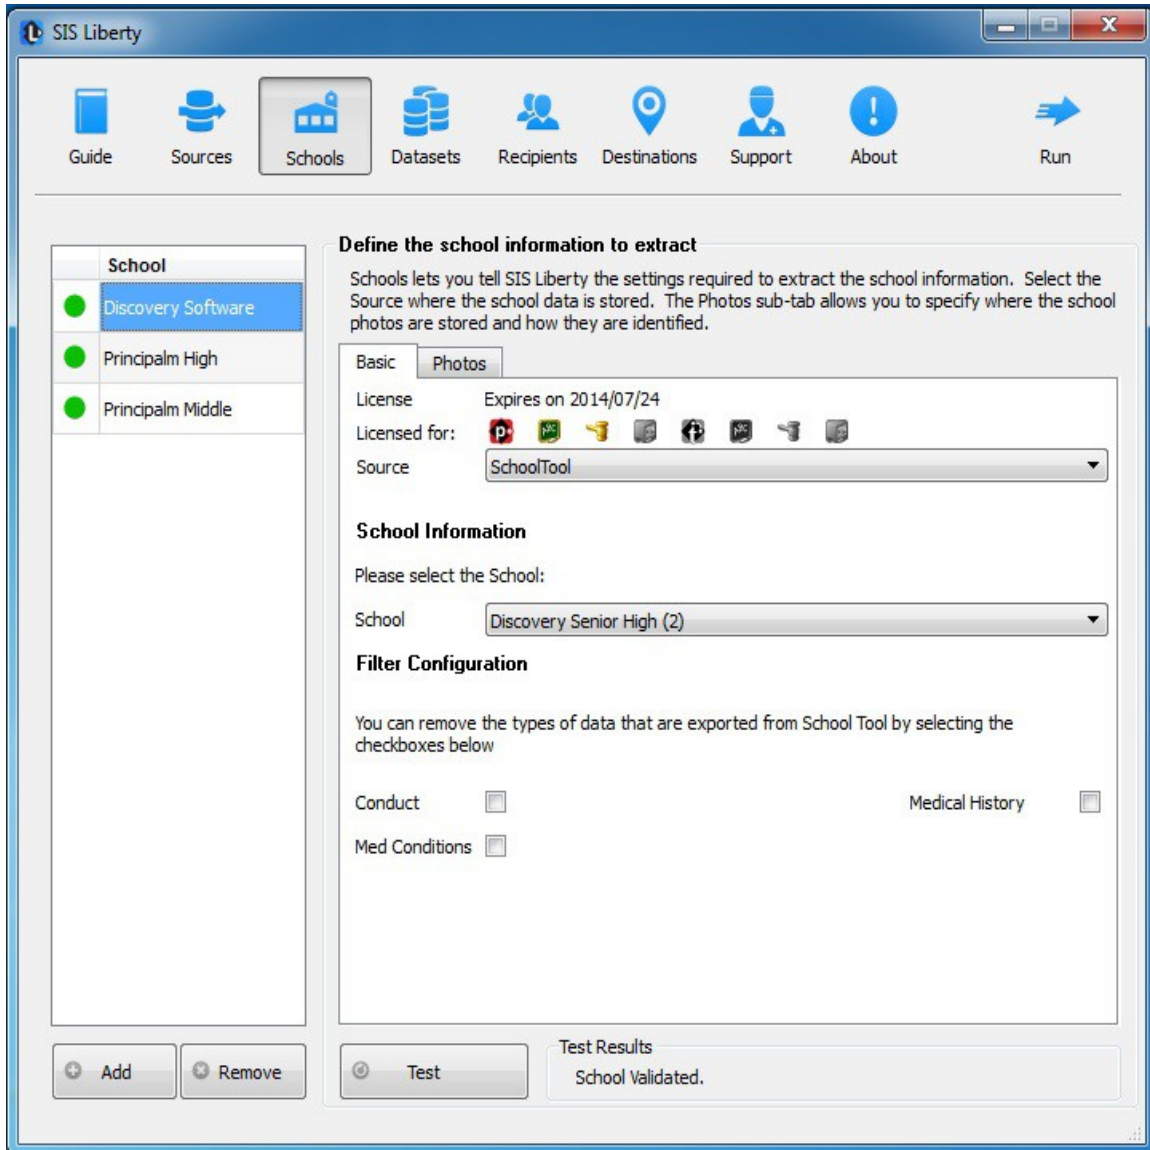 SIS Liberty
Guide Sources Schools Datasets Recipients Destinations Support About Run
School
Discovery Software
Principalm High
Principalm Middle
Add Remove
Define the school information to extract
Schools lets you tell SIS Liberty the settings required to extract the school information. Select the
Source where the school data is stored. The Photos sub-tab allows you to specify where the school
photos are stored and how they are identified.
Basic Photos
License Expires on 2014/07/24
Licensed for:
Source SchoolTool
School Information
Please select the School:
School Discovery Senior High (2)
Filter Configuration
You can remove the types of data that are exported from School Tool by selecting the
checkboxes below
Conduct Medical History
Med Conditions
Test
Test Results
School Validated.